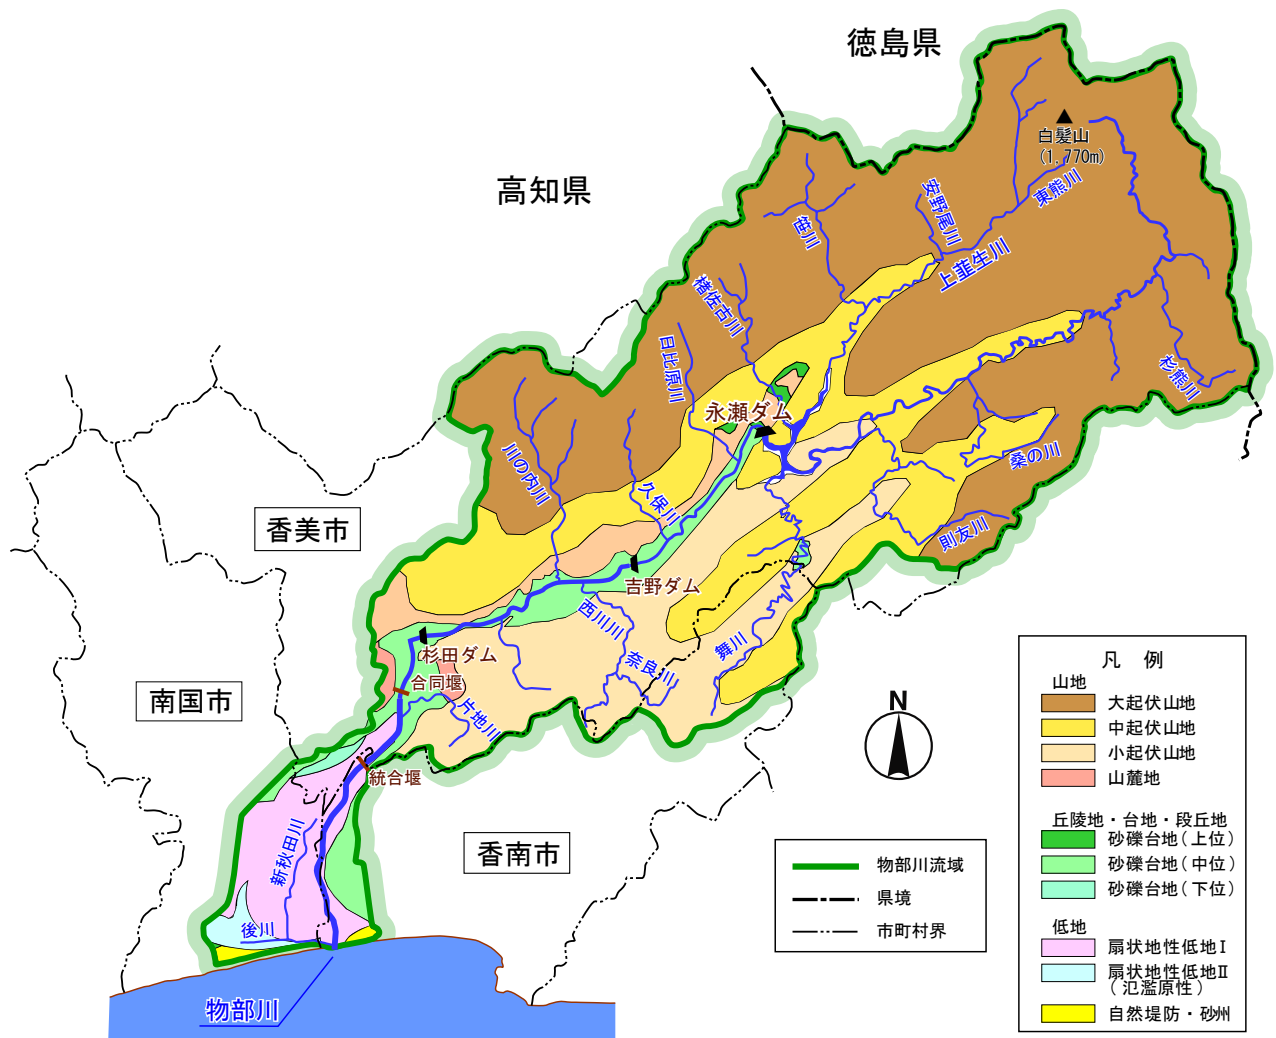 徳島県
高知県
白髪山
(1,770m)
東熊川
安野尾川
笹川
上韮生川
楮佐古川
日比原川
杉熊川
永瀬ダム
川の内川
久保川
桑の川
則友川
香美市
吉野ダム
西川川
舞川
奈良川
杉田ダム
合同堰
片地川
南国市
統合堰
新秋田川
香南市
後川
物部川
N
物部川流域
県境
市町村界
凡 例
山地
大起伏山地
中起伏山地
小起伏山地
山麓地
丘陵地・台地・段丘地
砂礫台地(上位)
砂礫台地(中位)
砂礫台地(下位)
低地
扇状地性低地Ⅰ
扇状地性低地Ⅱ
(氾濫原性)
自然堤防・砂州